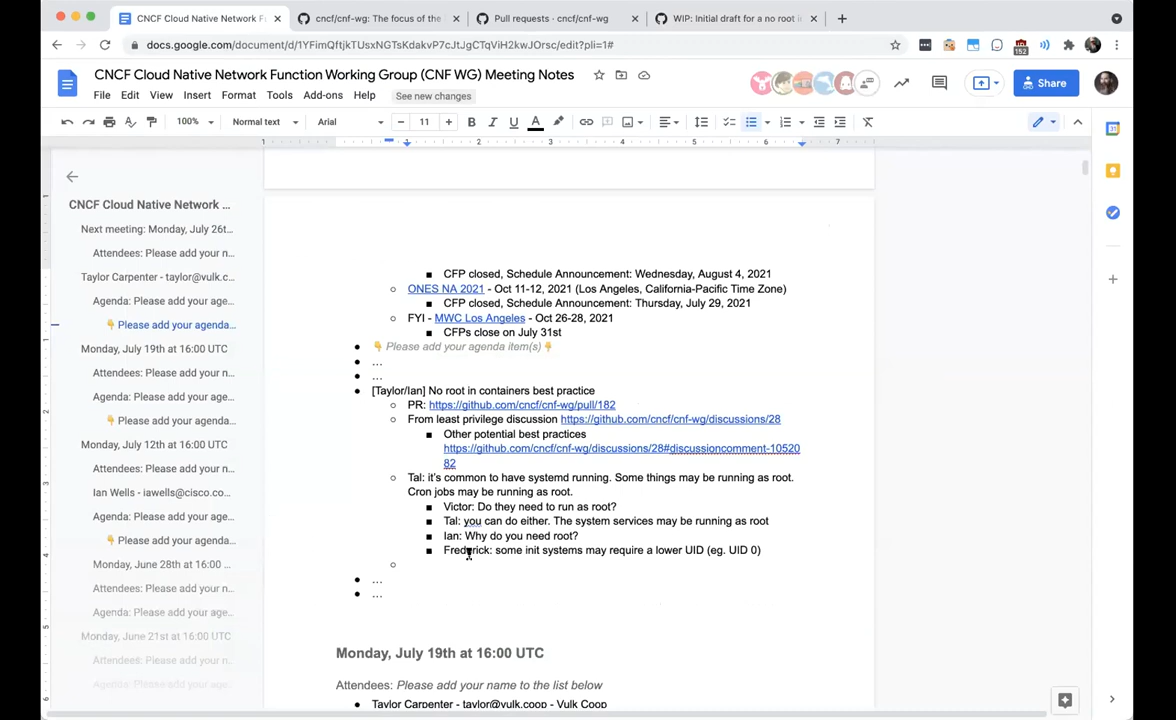 CNCF Cloud Native Network F
cncf/cnf-wg: The focus of the
Pull requests · cncf/cnf-wg
WIP: Initial draft for a no root in
docs.google.com/document/d/1YFimQftjkTUsxNGTsKdakvP7cJtJgCTqViH2kwJOrsc/edit?pli=1#
152
CNCF Cloud Native Network Function Working Group (CNF WG) Meeting Notes
Share
File Edit View Insert Format Tools Add-ons Help See new changes
100% Normal text Arial 11
1 1 2 3 4 5 6 7
CNCF Cloud Native Network ...
Next meeting: Monday, July 26t...
Attendees: Please add your n...
Taylor Carpenter - taylor@vulk.c...
Agenda: Please add your age...
👇 Please add your agenda...
Monday, July 19th at 16:00 UTC
Attendees: Please add your n...
Agenda: Please add your age...
👇 Please add your agenda...
Monday, July 12th at 16:00 UTC
Attendees: Please add your n...
Ian Wells - iawells@cisco.co...
Agenda: Please add your age...
👇 Please add your agenda...
Monday, June 28th at 16:00 ...
Attendees: Please add your n...
Agenda: Please add your age...
Monday, June 21st at 16:00 UTC
Attendees: Please add your n...
Agenda: Please add your age...
■ CFP closed, Schedule Announcement: Wednesday, August 4, 2021
○ ONES NA 2021 - Oct 11-12, 2021 (Los Angeles, California-Pacific Time Zone)
■ CFP closed, Schedule Announcement: Thursday, July 29, 2021
○ FYI - MWC Los Angeles - Oct 26-28, 2021
■ CFPs close on July 31st
● 👇 Please add your agenda item(s) 👇
● ...
● ...
● [Taylor/Ian] No root in containers best practice
○ PR: https://github.com/cncf/cnf-wg/pull/182
○ From least privilege discussion https://github.com/cncf/cnf-wg/discussions/28
■ Other potential best practices
https://github.com/cncf/cnf-wg/discussions/28#discussioncomment-10520
82
○ Tal: it's common to have systemd running. Some things may be running as root.
Cron jobs may be running as root.
■ Victor: Do they need to run as root?
■ Tal: you can do either. The system services may be running as root
■ Ian: Why do you need root?
■ Frederick: some init systems may require a lower UID (eg. UID 0)
○
● ...
● ...
Monday, July 19th at 16:00 UTC
Attendees: Please add your name to the list below
● Taylor Carpenter - taylor@vulk.coop - Vulk Coop